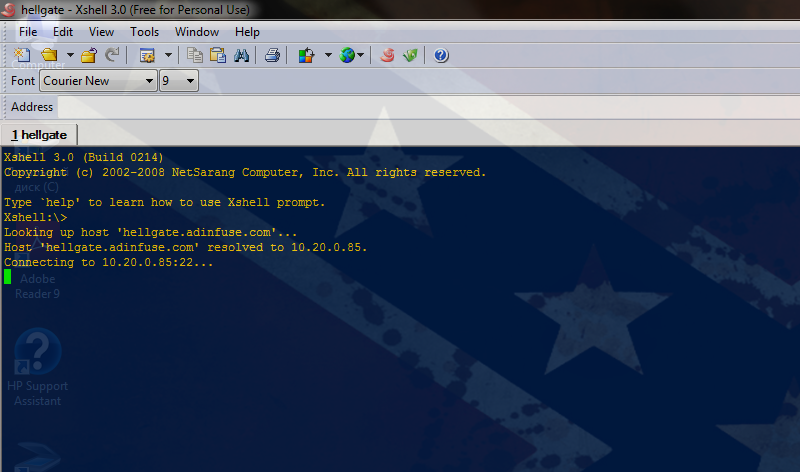 hellgate - Xshell 3.0 (Free for Personal Use)
File Edit View Tools Window Help
Computer
Font Courier New 9
Address
1 hellgate
Xshell 3.0 (Build 0214)
Copyright (c) 2002-2008 NetSarang Computer, Inc. All rights reserved.
диск (C)
Type `help' to learn how to use Xshell prompt.
Xshell:\>
Looking up host 'hellgate.adinfuse.com'...
Host 'hellgate.adinfuse.com' resolved to 10.20.0.85.
Connecting to 10.20.0.85:22...
Adobe
Reader 9
HP Support
Assistant